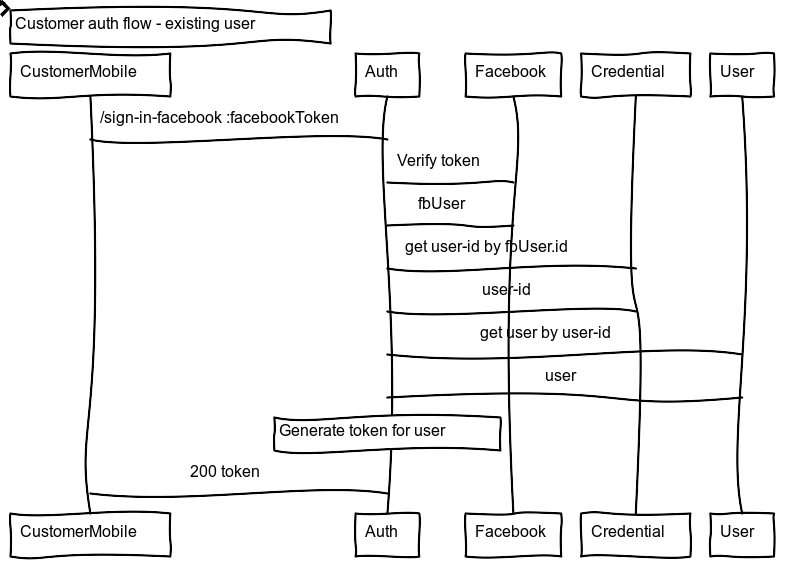 Customer auth flow - existing user
CustomerMobile
Auth
Facebook
Credential
User
/sign-in-facebook :facebookToken
Verify token
fbUser
get user-id by fbUser.id
user-id
get user by user-id
user
Generate token for user
200 token
CustomerMobile
Auth
Facebook
Credential
User